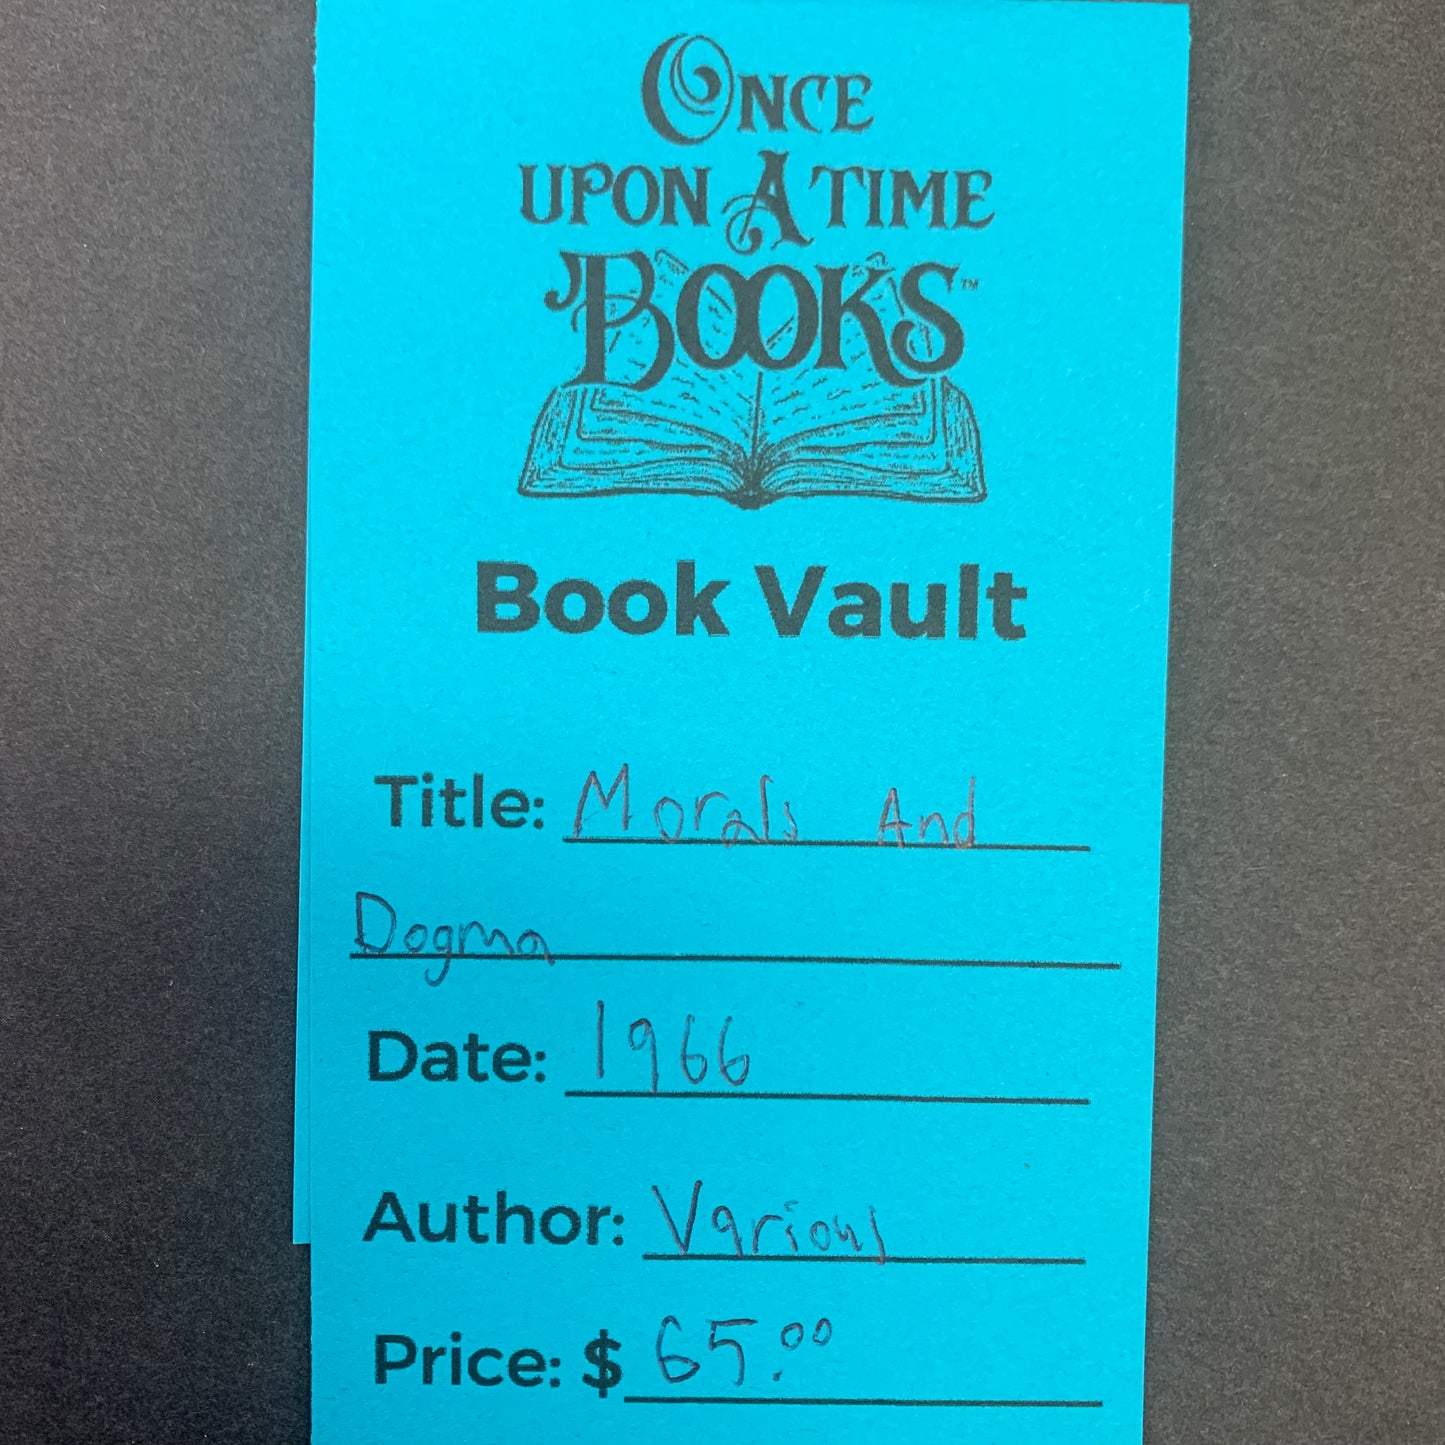 ONCE
UPON A TIME
BOOKS™
Book Vault
Title: Morals And
Dogma
Date: 1966
Author: Various
Price: $ 65.00